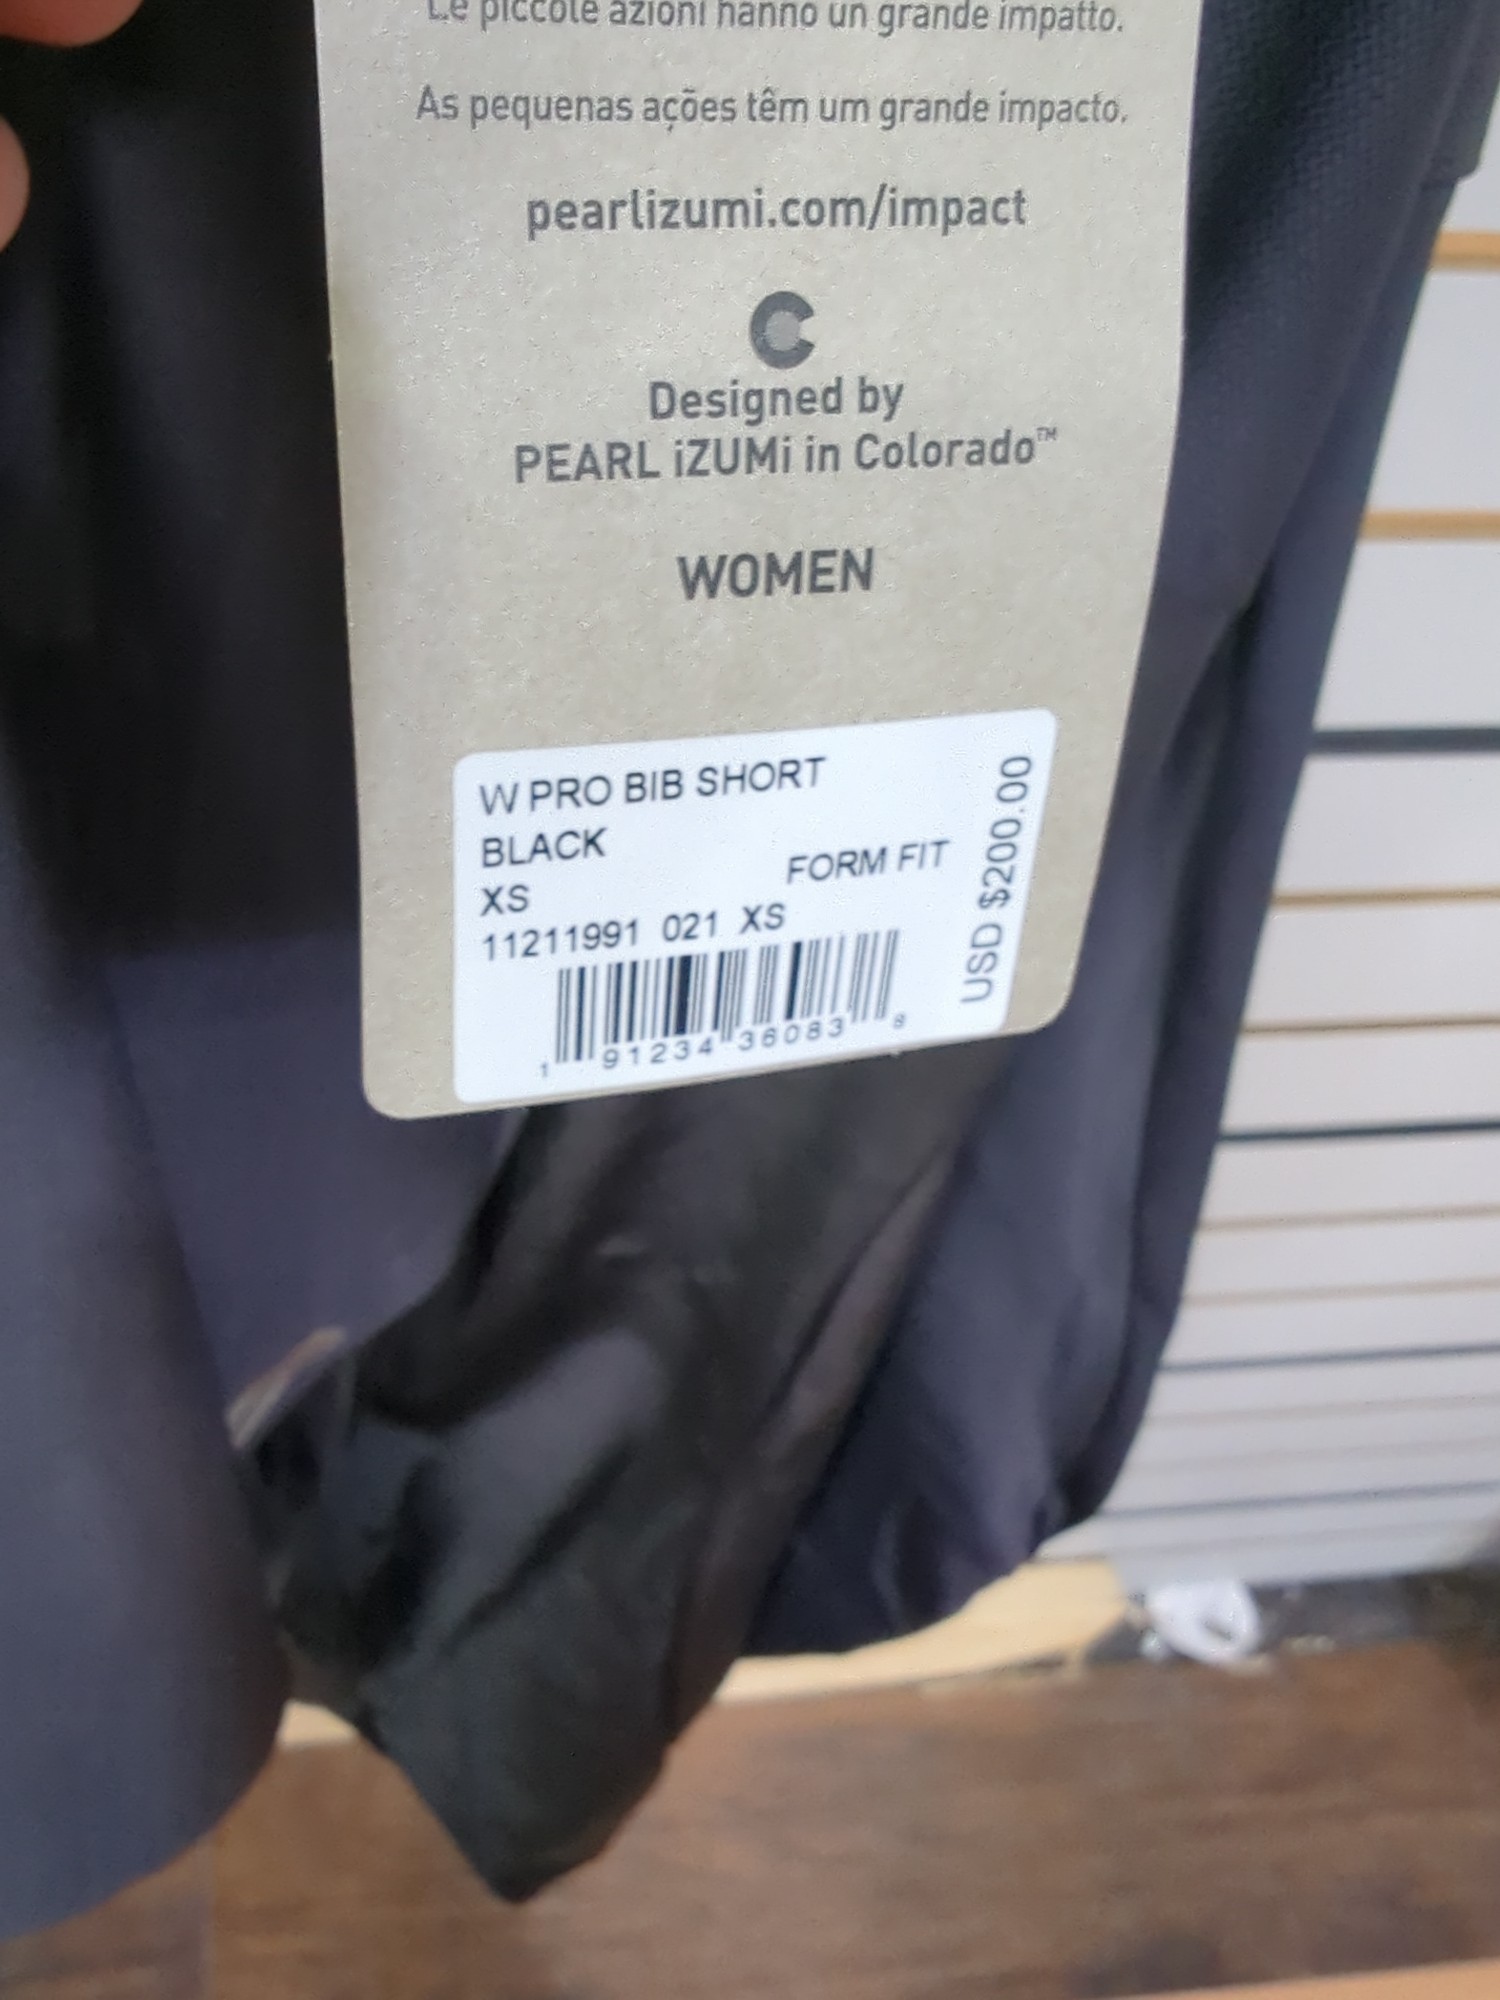 Le piccole azioni hanno un grande impatto.
As pequenas ações têm um grande impacto.
pearlizumi.com/impact
Designed by
PEARL iZUMi in Colorado™
WOMEN
W PRO BIB SHORT
BLACK
FORM FIT
XS
11211991 021 XS
1 91234 36083 8
USD $200.00